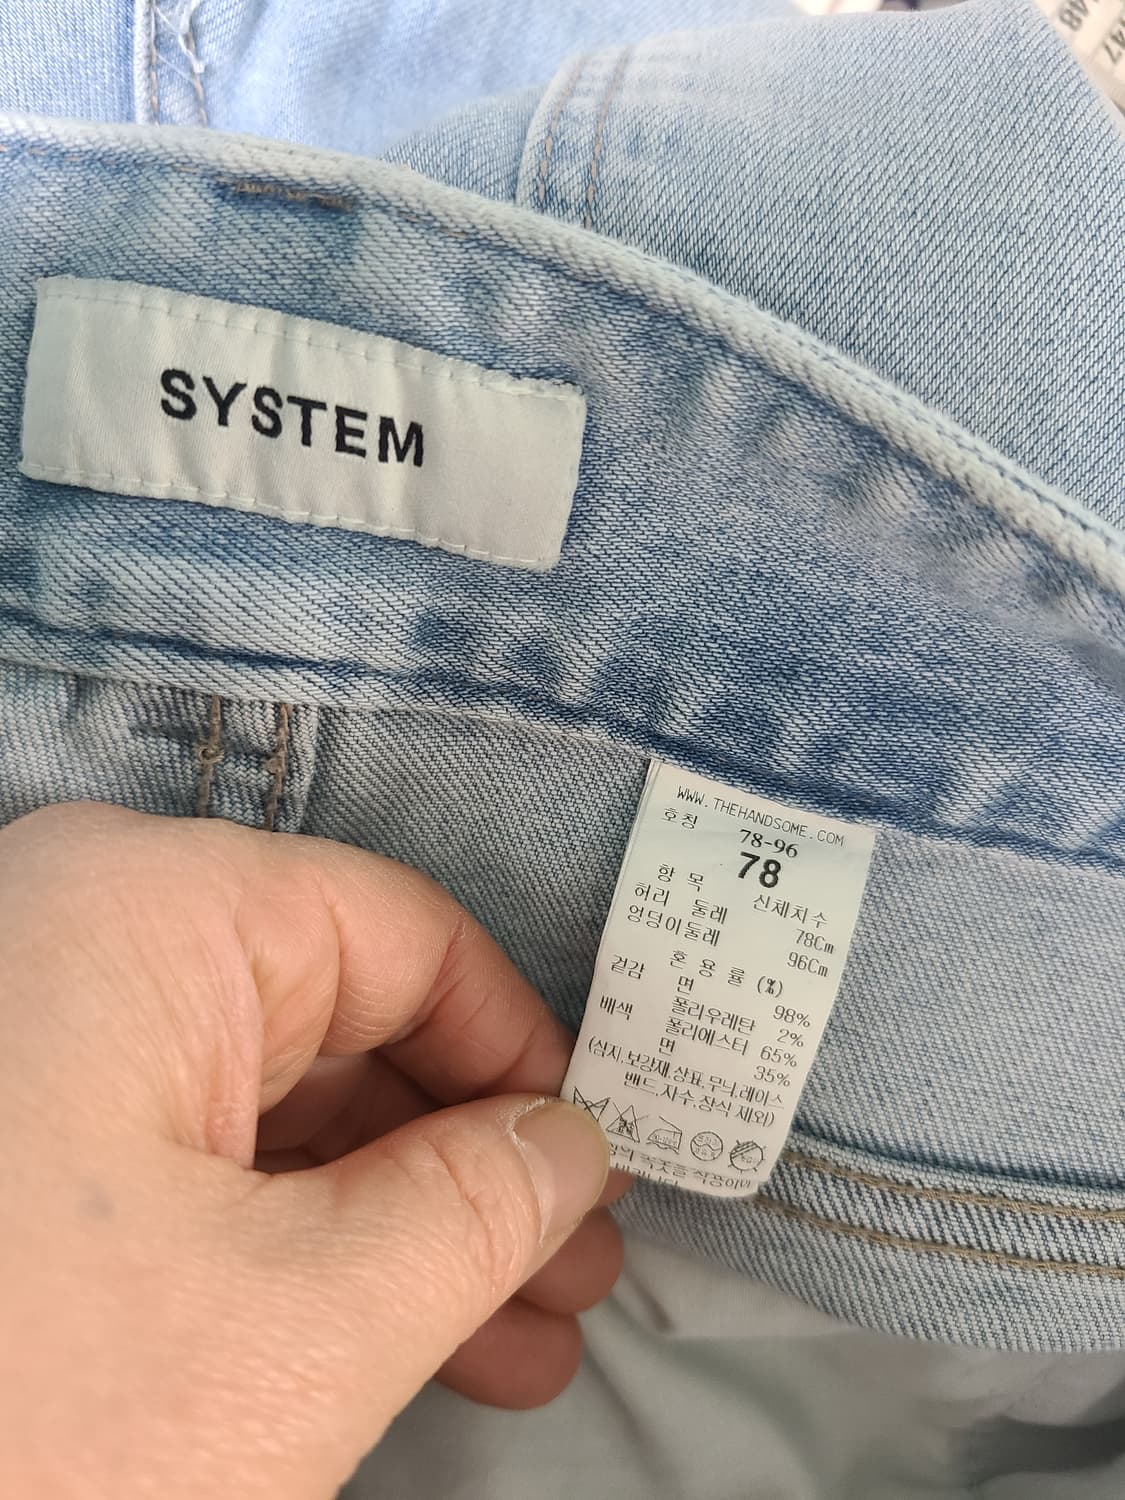 48
47
SYSTEM
WWW.THEHANDSOME.COM
호칭 78-96
78
항 목 신체치수
허리 둘레 78Cm
엉덩이둘레 96Cm
혼 용 률 (%)
겉감 면 98%
폴리우레탄 2%
배색 폴리에스터 65%
면 35%
(심지,보강재,상표,무늬,레이스
밴드,자수,장식 제외)